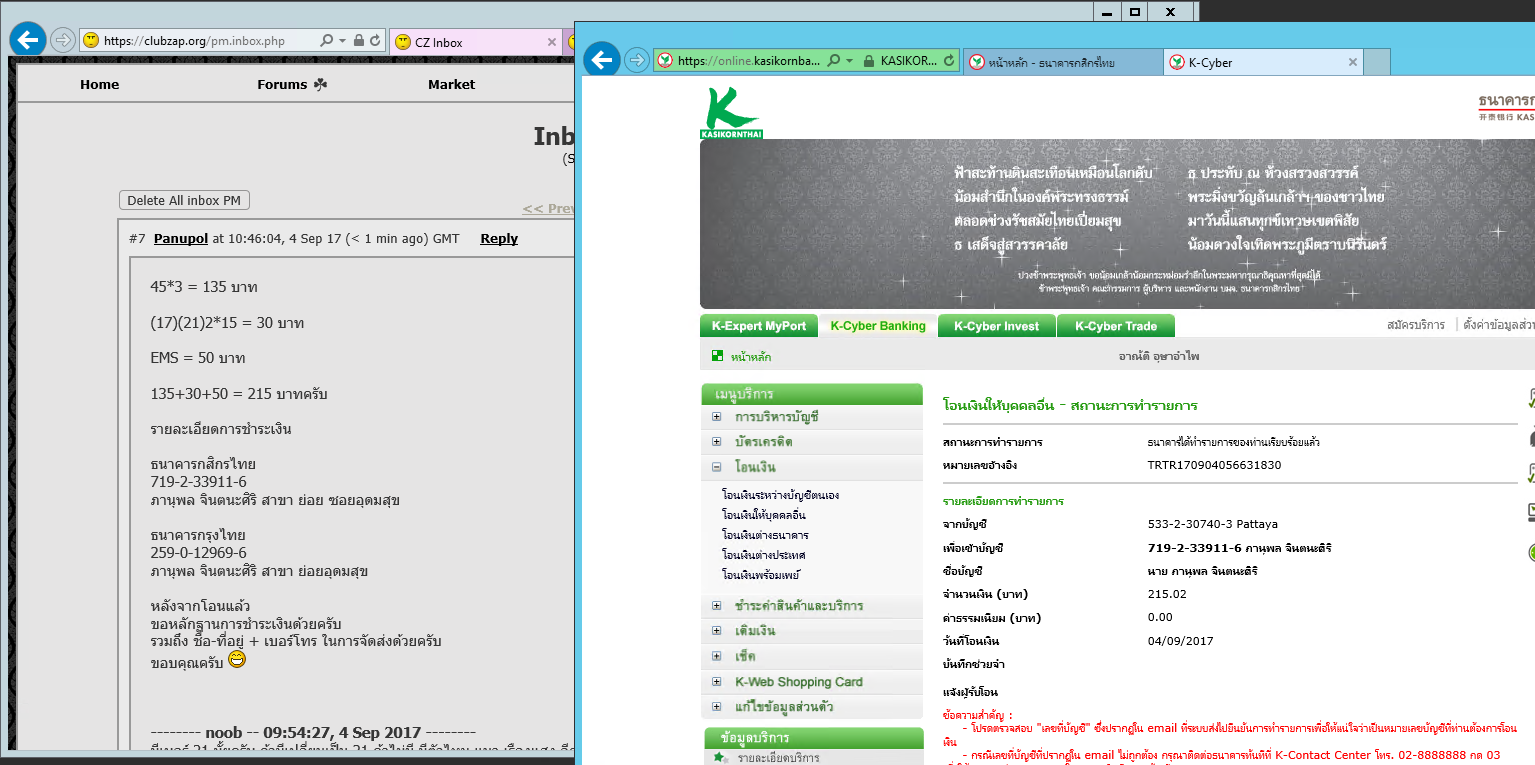 https://clubzap.org/pm.inbox.php
CZ Inbox
Home
Forums
Market
Inb
(S
Delete All inbox PM
<< Prev
#7 Panupol at 10:46:04, 4 Sep 17 (< 1 min ago) GMT Reply
45*3 = 135 บาท
(17)(21)2*15 = 30 บาท
EMS = 50 บาท
135+30+50 = 215 บาทครับ
รายละเอียดการชำระเงิน
ธนาคารกสิกรไทย
719-2-33911-6
ภานุพล จินตนะศิริ สาขา ย่อย ซอยอุดมสุข
ธนาคารกรุงไทย
259-0-12969-6
ภานุพล จินตนะศิริ สาขา ย่อยอุดมสุข
หลังจากโอนแล้ว
ขอหลักฐานการชำระเงินด้วยครับ
รวมถึง ชื่อ-ที่อยู่ + เบอร์โทร ในการจัดส่งด้วยครับ
ขอบคุณครับ
-------- noob -- 09:54:27, 4 Sep 2017 --------
https://online.kasikornba...
KASIKOR...
หน้าหลัก - ธนาคารกสิกรไทย
K-Cyber
KASIKORNTHAI
ธนาคารก
开泰银行 KAS
ฟ้าสะท้านดินสะเทือนเหมือนโลกดับ ธ ประทับ ณ ห้วงสรวงสวรรค์
น้อมสำนึกในองค์พระทรงธรรม์ พระมิ่งขวัญล้นเกล้าฯ ของชาวไทย
ตลอดช่วงรัชสมัยไทยเปี่ยมสุข มาวันนี้แสนทุกข์เทวษเขตพิสัย
ธ เสด็จสู่สวรรคาลัย น้อมดวงใจเทิดพระภูมีตราบนิรันดร์
ปวงข้าพระพุทธเจ้า ขอน้อมเกล้าน้อมกระหม่อมรำลึกในพระมหากรุณาธิคุณหาที่สุดมิได้
ข้าพระพุทธเจ้า คณะกรรมการ ผู้บริหาร และพนักงาน บมจ. ธนาคารกสิกรไทย
K-Expert MyPort
K-Cyber Banking
K-Cyber Invest
K-Cyber Trade
สมัครบริการ | ตั้งค่าข้อมูลส่วน
หน้าหลัก
อาณัติ อุษาอำไพ
เมนูบริการ
การบริหารบัญชี
บัตรเครดิต
โอนเงิน
โอนเงินระหว่างบัญชีตนเอง
โอนเงินให้บุคคลอื่น
โอนเงินต่างธนาคาร
โอนเงินต่างประเทศ
โอนเงินพร้อมเพย์
ชำระค่าสินค้าและบริการ
เติมเงิน
เช็ค
K-Web Shopping Card
แก้ไขข้อมูลส่วนตัว
ข้อมูลบริการ
รายละเอียดบริการ
โอนเงินให้บุคคลอื่น - สถานะการทำรายการ
สถานะการทำรายการ ธนาคารได้ทำรายการของท่านเรียบร้อยแล้ว
หมายเลขอ้างอิง TRTR170904056631830
รายละเอียดการทำรายการ
จากบัญชี 533-2-30740-3 Pattaya
เพื่อเข้าบัญชี 719-2-33911-6 ภานุพล จินตนะศิริ
ชื่อบัญชี นาย ภานุพล จินตนะศิริ
จำนวนเงิน (บาท) 215.02
ค่าธรรมเนียม (บาท) 0.00
วันที่โอนเงิน 04/09/2017
บันทึกช่วยจำ
แจ้งผู้รับโอน
ข้อความสำคัญ :
- โปรดตรวจสอบ "เลขที่บัญชี" ซึ่งปรากฏใน email ที่ระบบส่งไปยืนยันการทำรายการเพื่อให้แน่ใจว่าเป็นหมายเลขบัญชีที่ท่านต้องการโอน
เงิน
- กรณีเลขที่บัญชีที่ปรากฏใน email ไม่ถูกต้อง กรุณาติดต่อธนาคารทันทีที่ K-Contact Center โทร. 02-8888888 กด 03